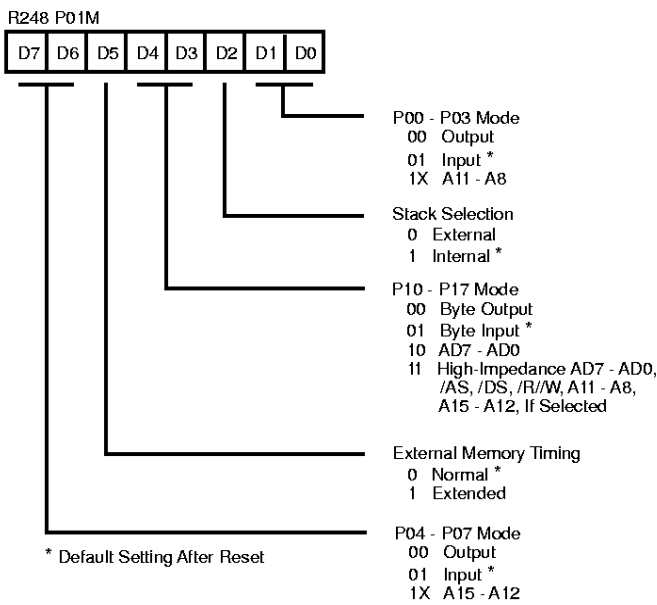 R248 P01M
D7 D6 D5 D4 D3 D2 D1 D0
P00 - P03 Mode
00 Output
01 Input *
1X A11 - A8
Stack Selection
0 External
1 Internal *
P10 - P17 Mode
00 Byte Output
01 Byte Input *
10 AD7 - AD0
11 High-Impedance AD7 - AD0,
/AS, /DS, /R//W, A11 - A8,
A15 - A12, If Selected
External Memory Timing
0 Normal *
1 Extended
P04 - P07 Mode
00 Output
01 Input *
1X A15 - A12
* Default Setting After Reset